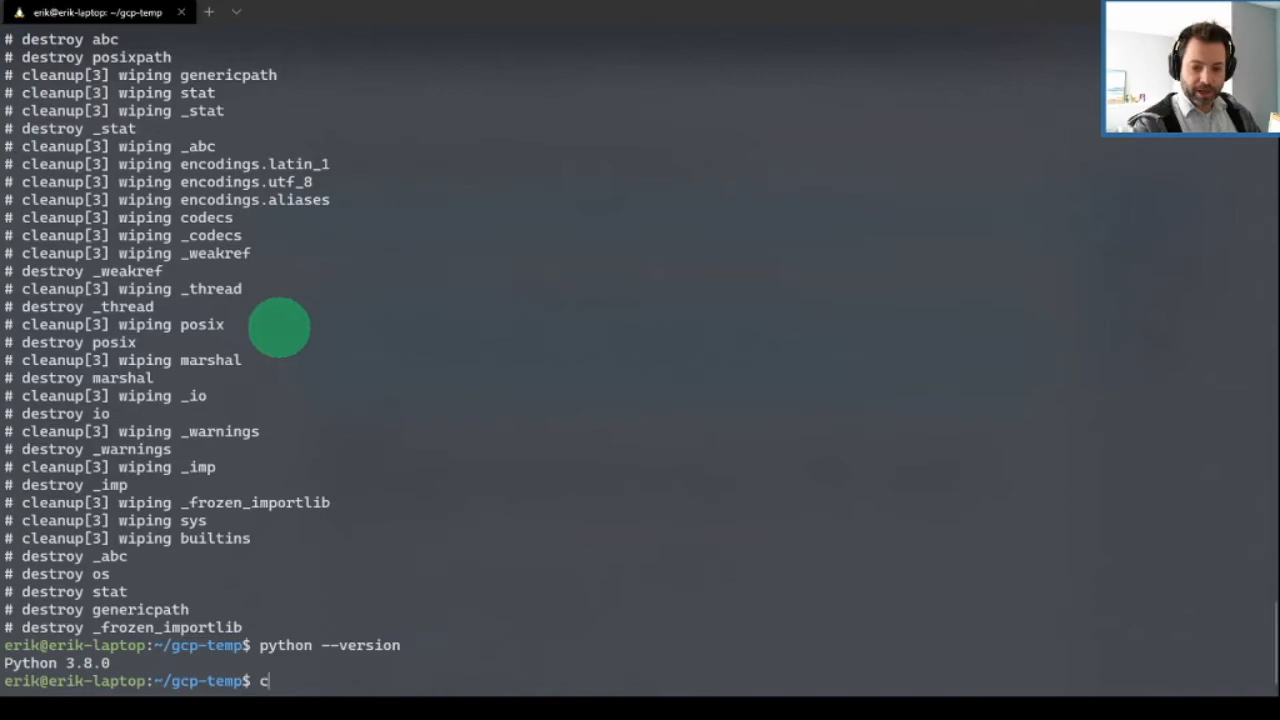 erik@erik-laptop: ~/gcp-temp
# destroy abc
# destroy posixpath
# cleanup[3] wiping genericpath
# cleanup[3] wiping stat
# cleanup[3] wiping _stat
# destroy _stat
# cleanup[3] wiping _abc
# cleanup[3] wiping encodings.latin_1
# cleanup[3] wiping encodings.utf_8
# cleanup[3] wiping encodings.aliases
# cleanup[3] wiping codecs
# cleanup[3] wiping _codecs
# cleanup[3] wiping _weakref
# destroy _weakref
# cleanup[3] wiping _thread
# destroy _thread
# cleanup[3] wiping posix
# destroy posix
# cleanup[3] wiping marshal
# destroy marshal
# cleanup[3] wiping _io
# destroy io
# cleanup[3] wiping _warnings
# destroy _warnings
# cleanup[3] wiping _imp
# destroy _imp
# cleanup[3] wiping _frozen_importlib
# cleanup[3] wiping sys
# cleanup[3] wiping builtins
# destroy _abc
# destroy os
# destroy stat
# destroy genericpath
# destroy _frozen_importlib
erik@erik-laptop:~/gcp-temp$ python --version
Python 3.8.0
erik@erik-laptop:~/gcp-temp$ c